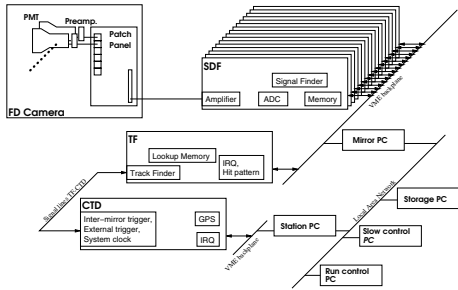 PMT
Preamp.
Patch
Panel
FD Camera
SDF
Signal Finder
Amplifier
ADC
Memory
VME backplane
TF
Lookup Memory
Track Finder
IRQ,
Hit pattern
Mirror PC
Signal lines TF-CTD
CTD
Inter-mirror trigger,
External trigger,
System clock
GPS
IRQ
VME backplane
Station PC
Local Area Network
Storage PC
Slow control
PC
Run control
PC